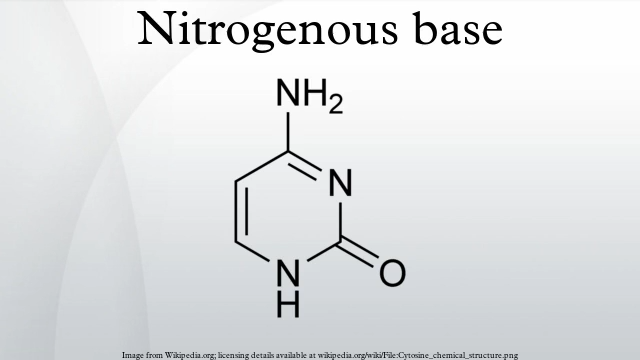 Nitrogenous base
NH2
N
N
H
O
Image from Wikipedia.org; licensing details available at wikipedia.org/wiki/File:Cytosine_chemical_structure.png